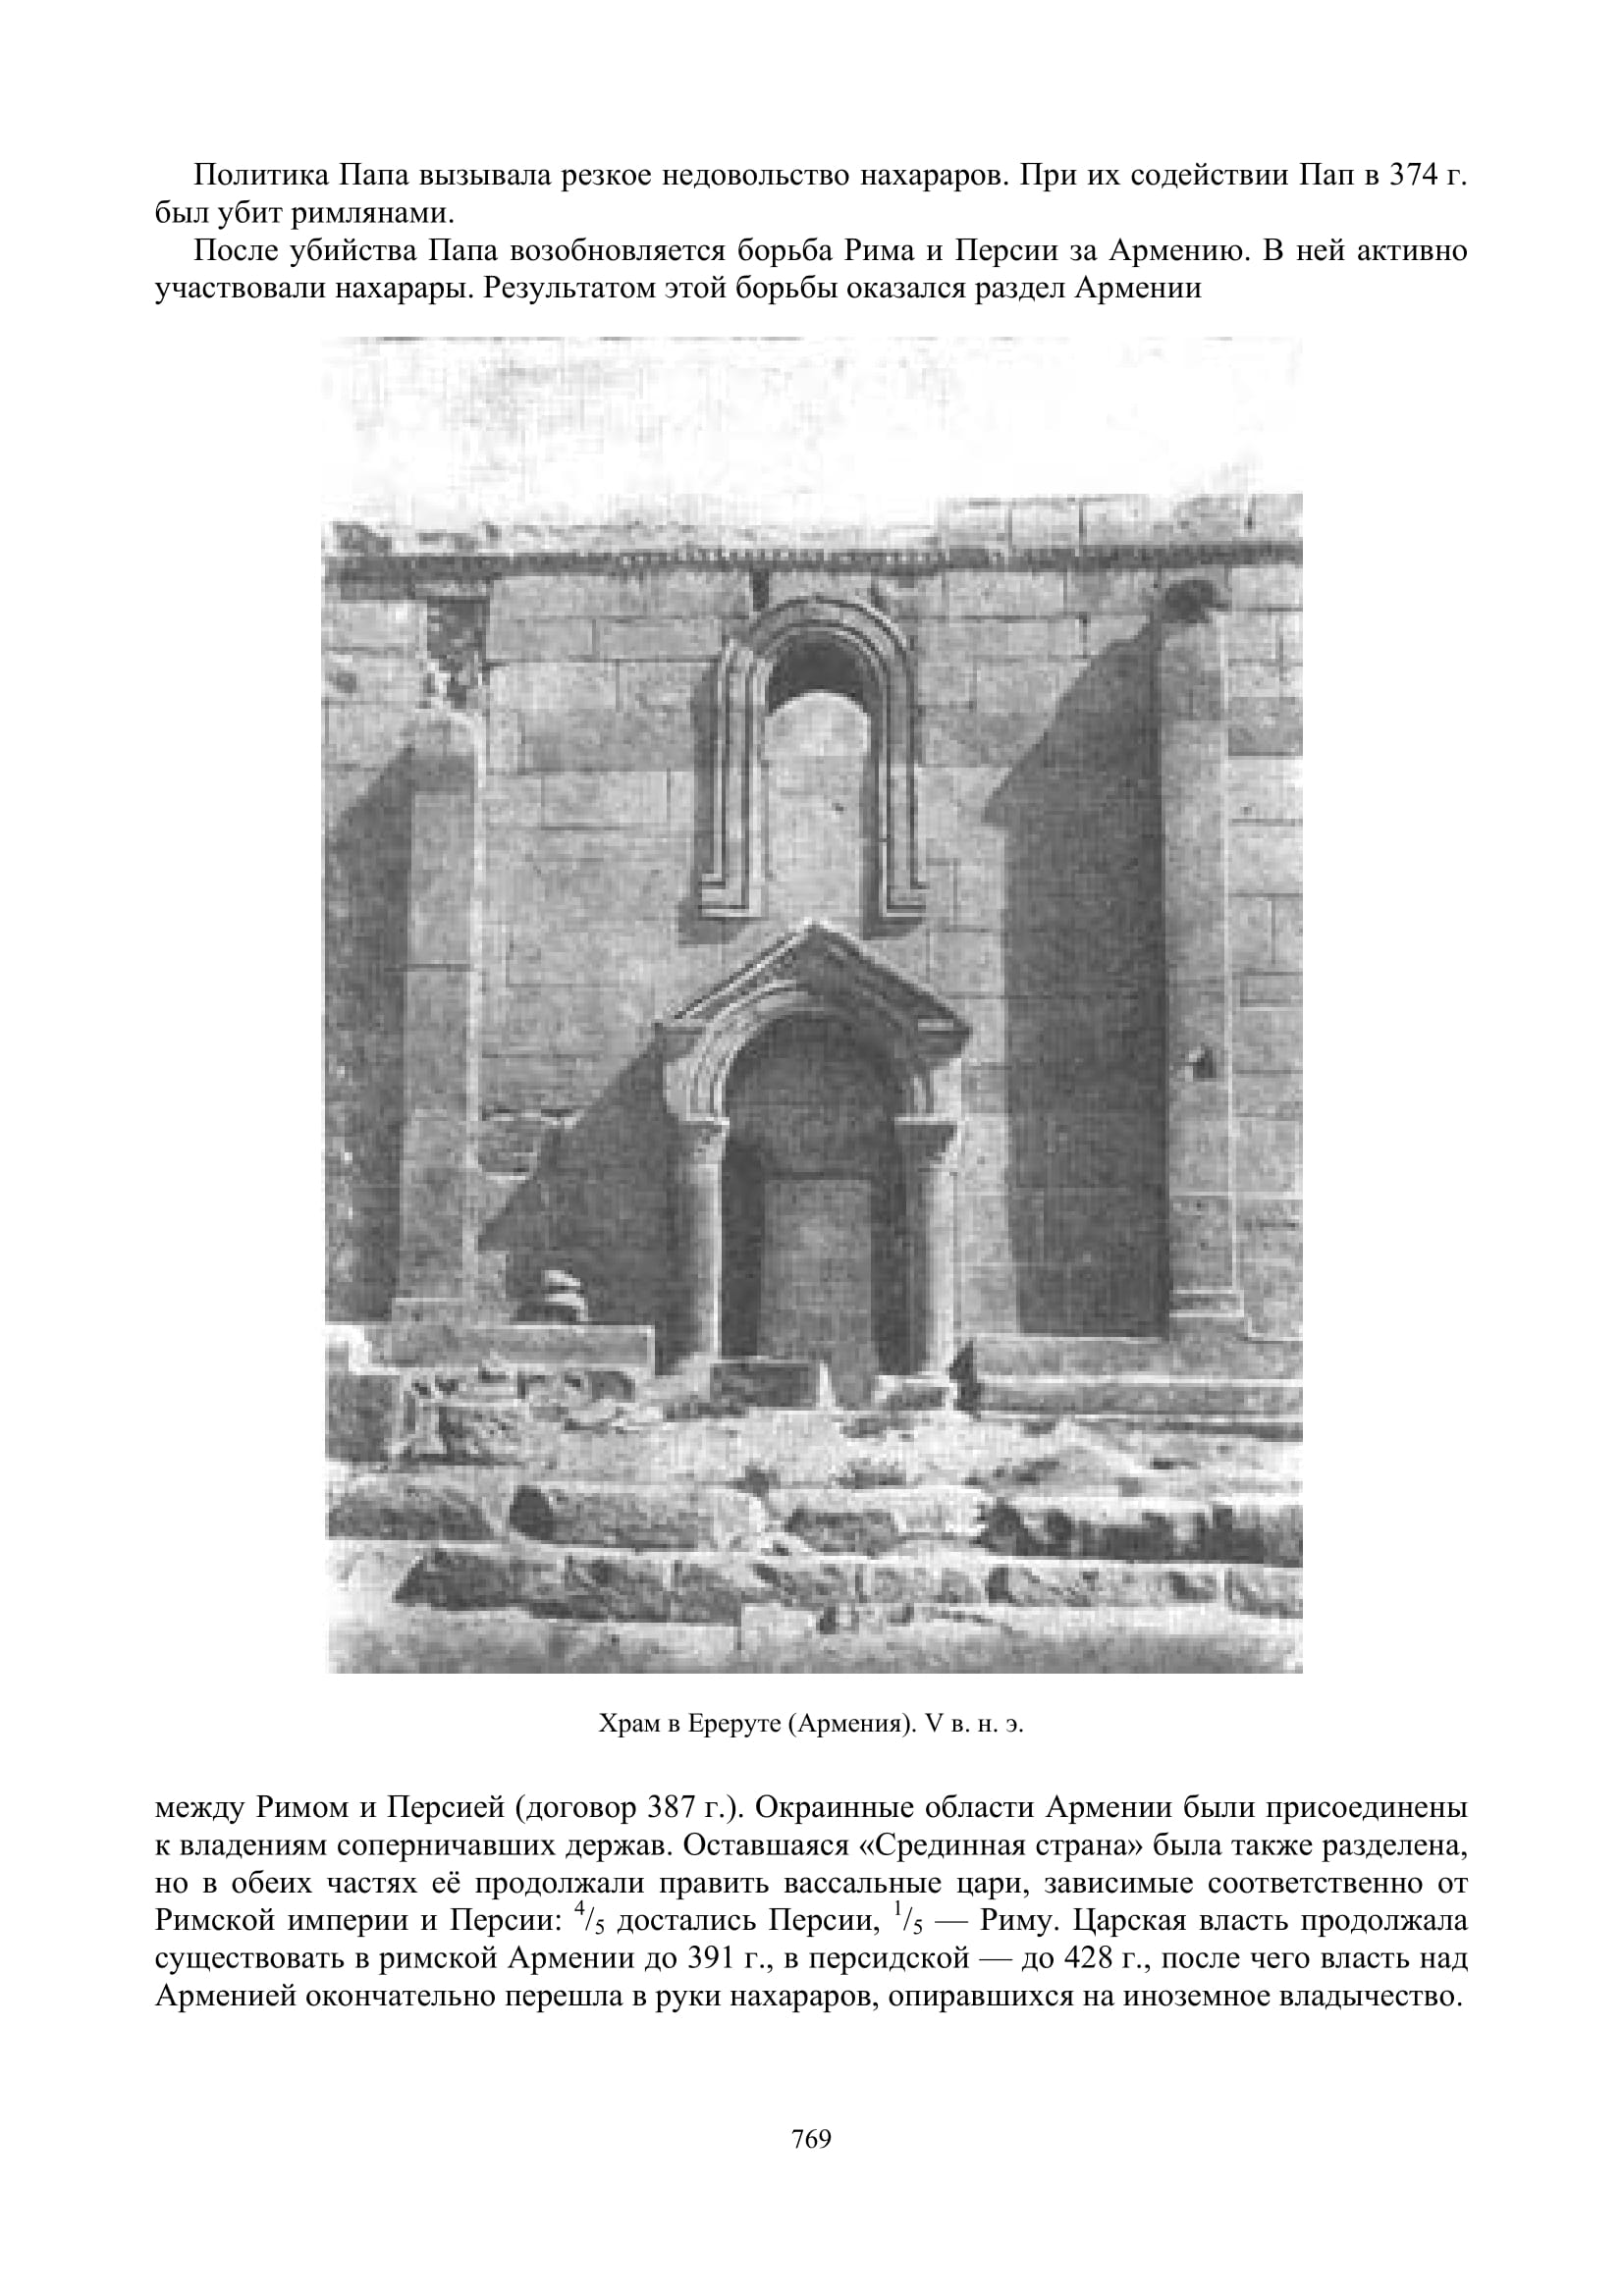 Политика Папа вызывала резкое недовольство нахараров. При их содействии Пап в 374 г.
был убит римлянами.
После убийства Папа возобновляется борьба Рима и Персии за Армению. В ней активно
участвовали нахарары. Результатом этой борьбы оказался раздел Армении
Храм в Ереруте (Армения). V в. н. э.
между Римом и Персией (договор 387 г.). Окраинные области Армении были присоединены
к владениям соперничавших держав. Оставшаяся «Срединная страна» была также разделена,
но в обеих частях её продолжали править вассальные цари, зависимые соответственно от
Римской империи и Персии: 4/5 достались Персии, 1/5 — Риму. Царская власть продолжала
существовать в римской Армении до 391 г., в персидской — до 428 г., после чего власть над
Арменией окончательно перешла в руки нахараров, опиравшихся на иноземное владычество.
769